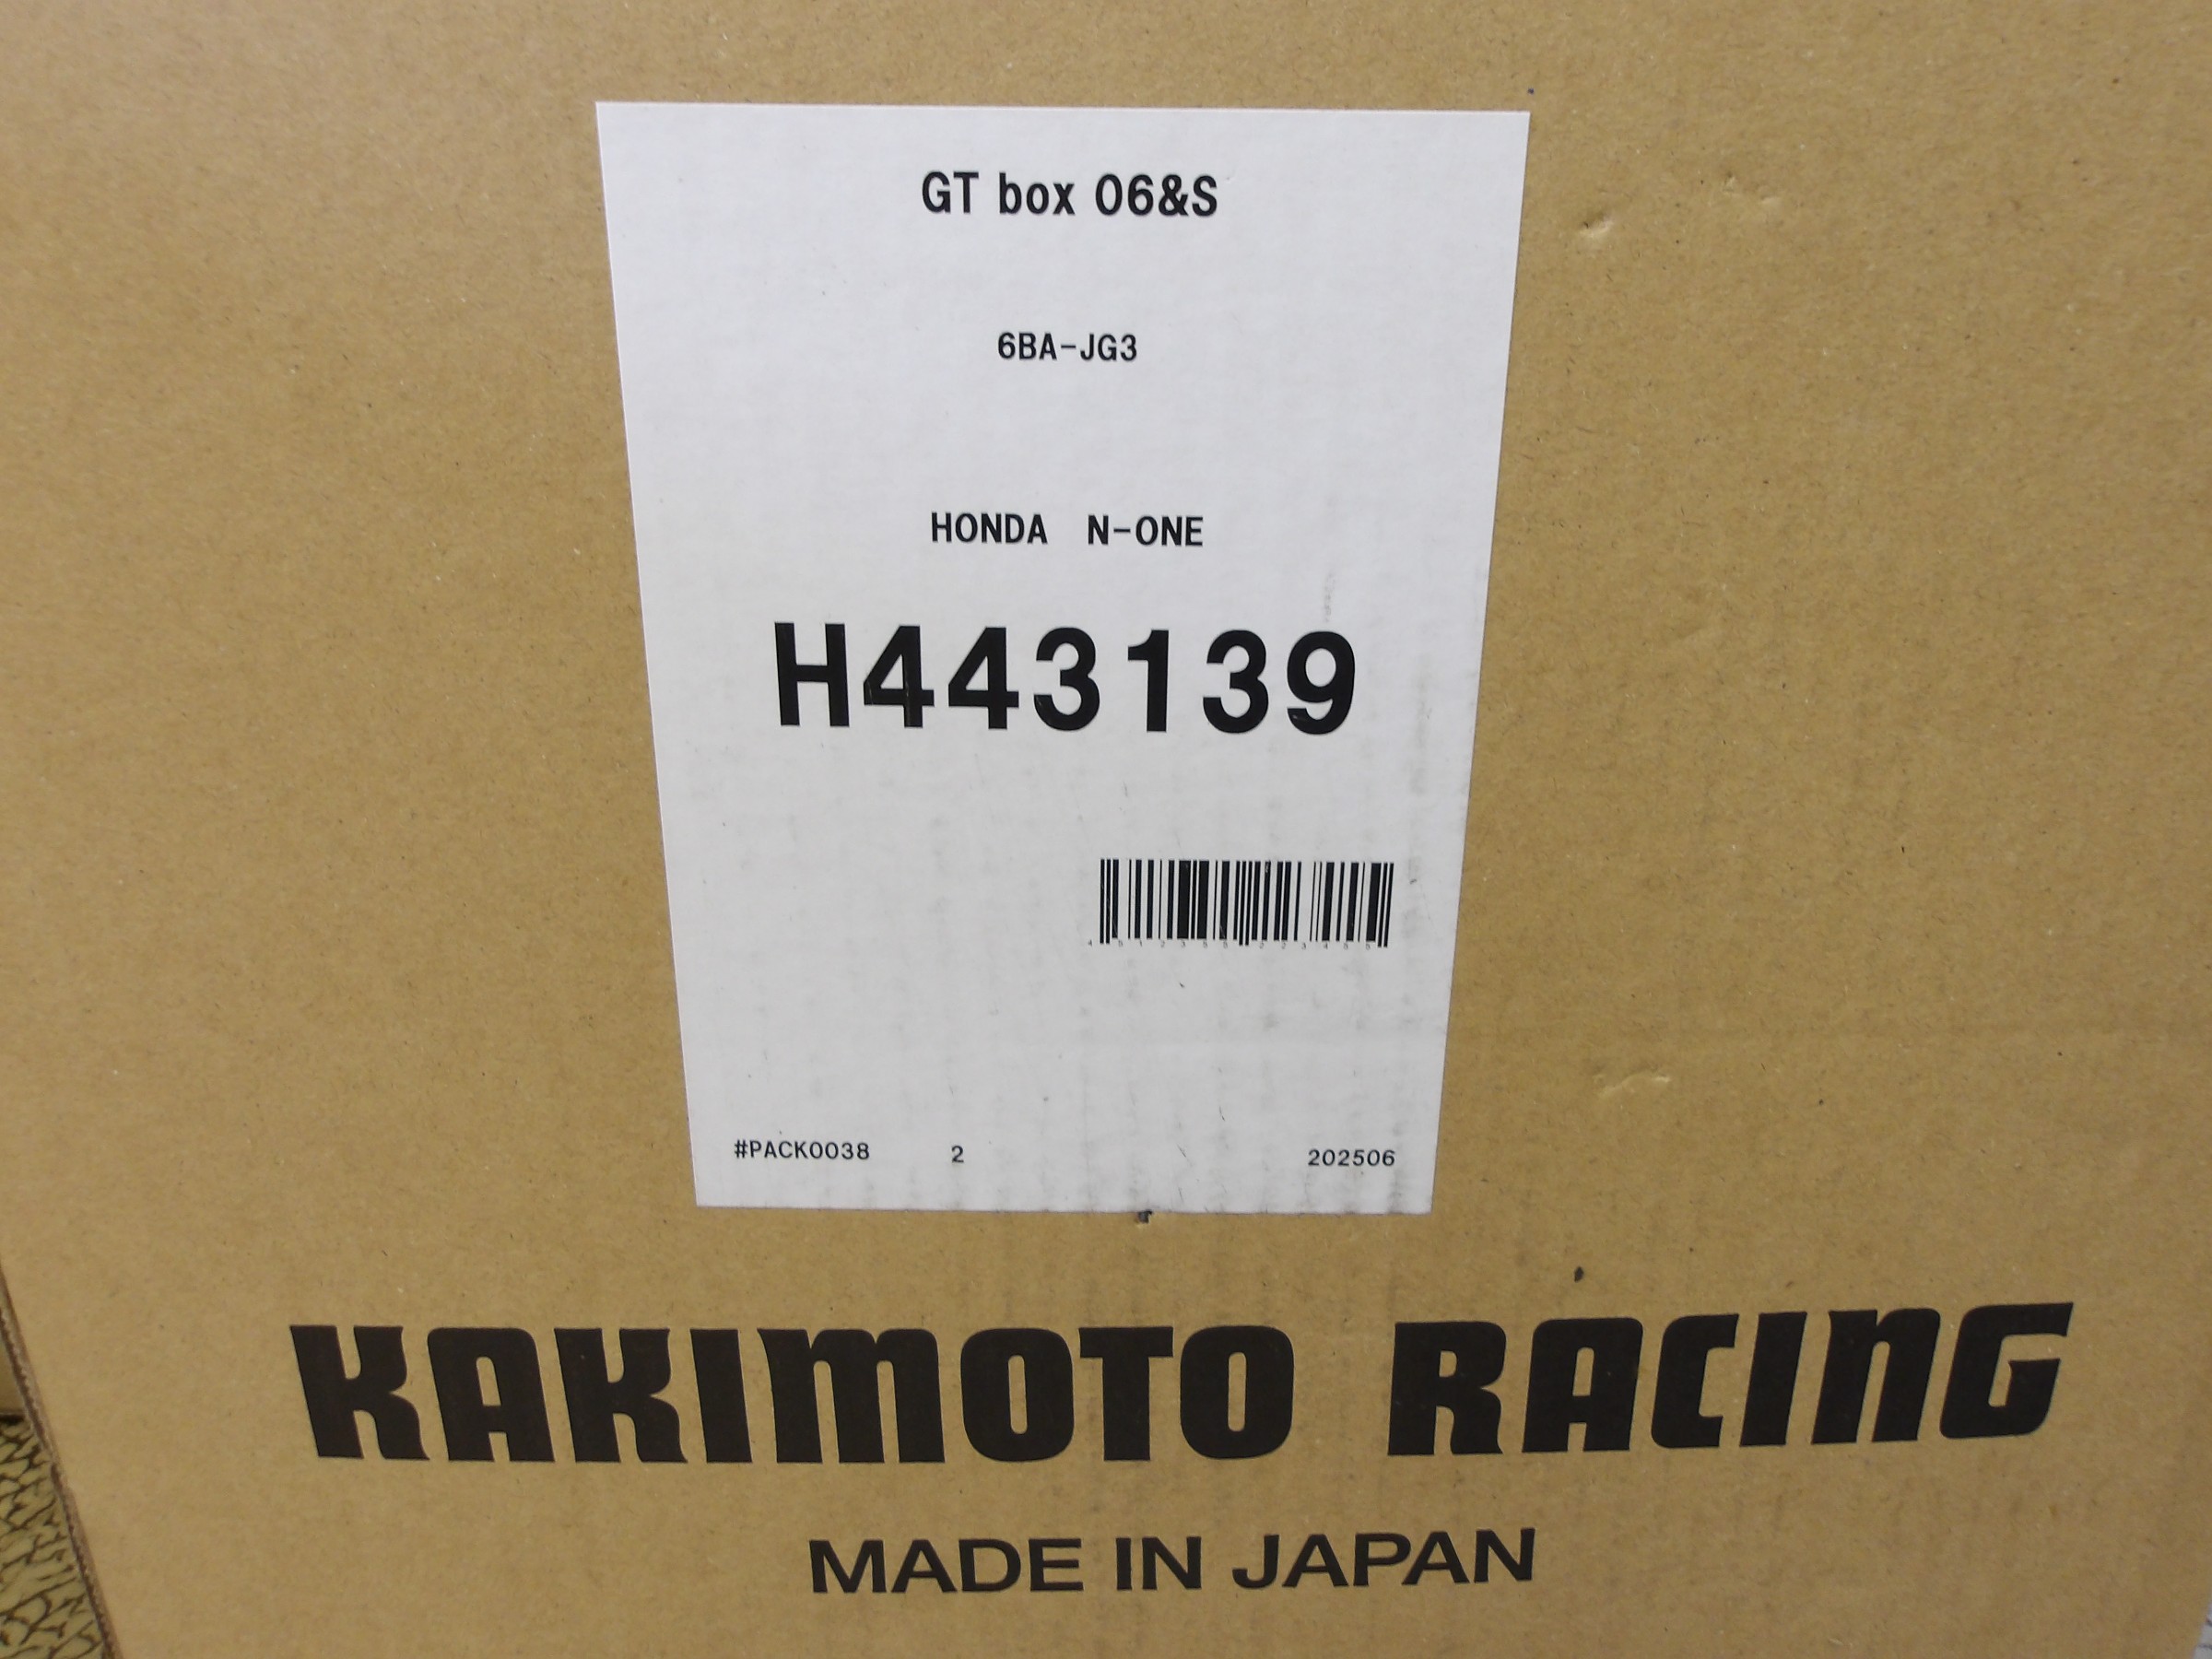 GT box 06&S
6BA-JG3
HONDA N-ONE
H443139
#PACK0038 2 202506
KAKIMOTO RACING
MADE IN JAPAN